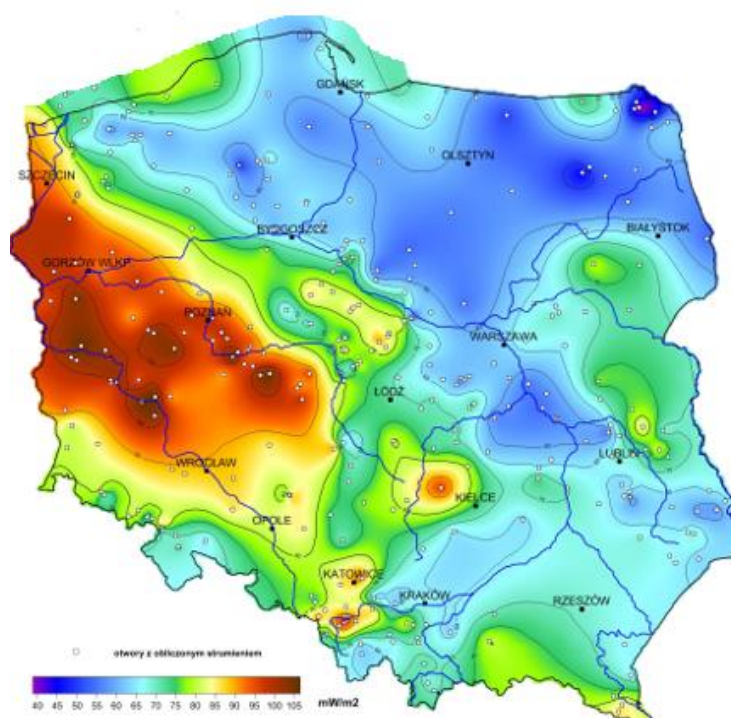 GDAŃSK
OLSZTYN
SZCZECIN
BYDGOSZCZ
BIAŁYSTOK
GORZÓW WLKP
POZNAŃ
WARSZAWA
ŁÓDŹ
WROCŁAW
LUBLIN
KIELCE
OPOLE
KATOWICE
KRAKÓW
RZESZÓW
otwory z obliczonym strumieniem
40 45 50 55 60 65 70 75 80 85 90 95 100 105 mW/m2